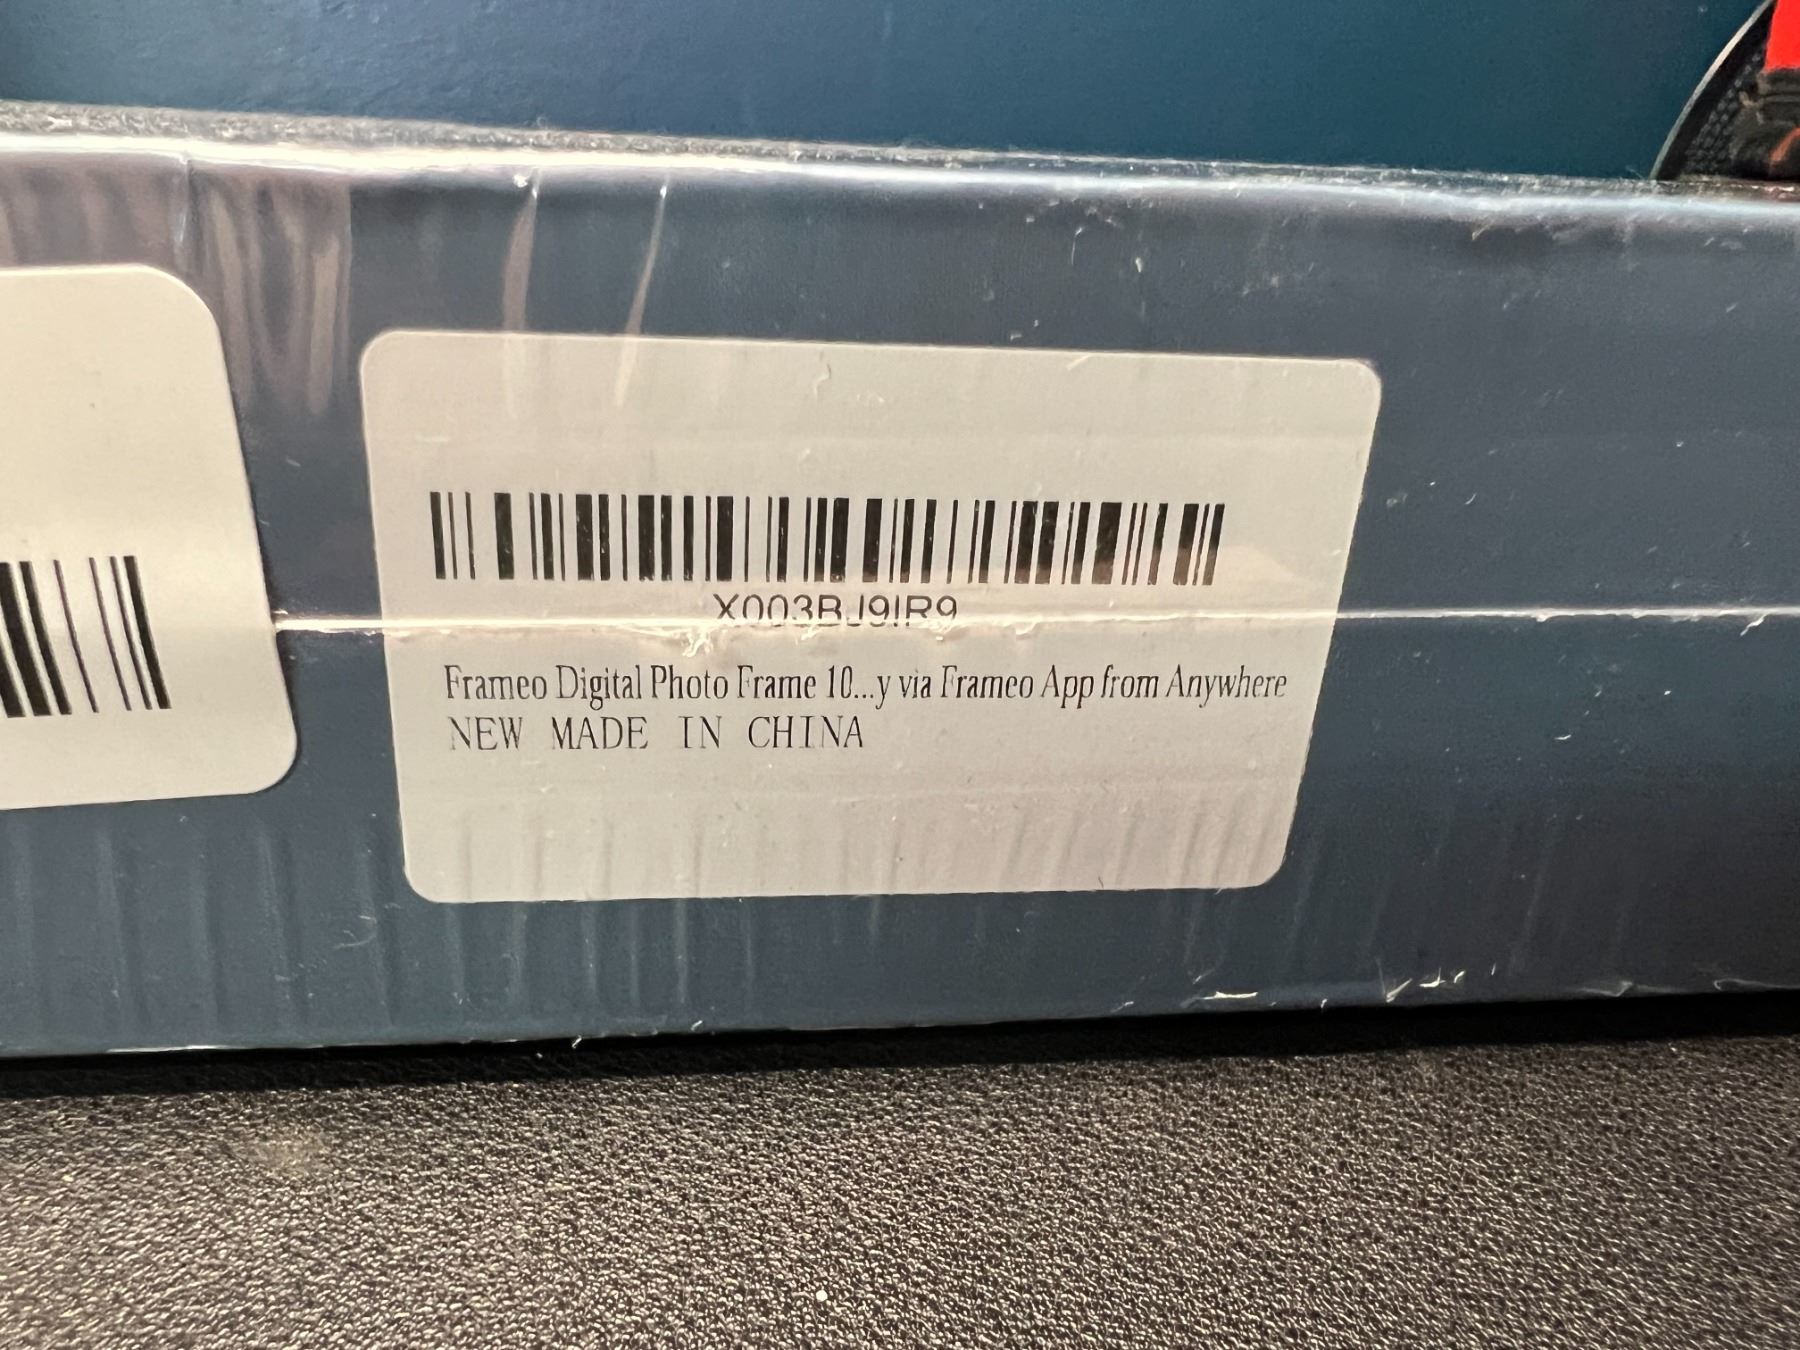 X003BJ9IR9
Frameo Digital Photo Frame 10...y via Frameo App from Anywhere
NEW MADE IN CHINA